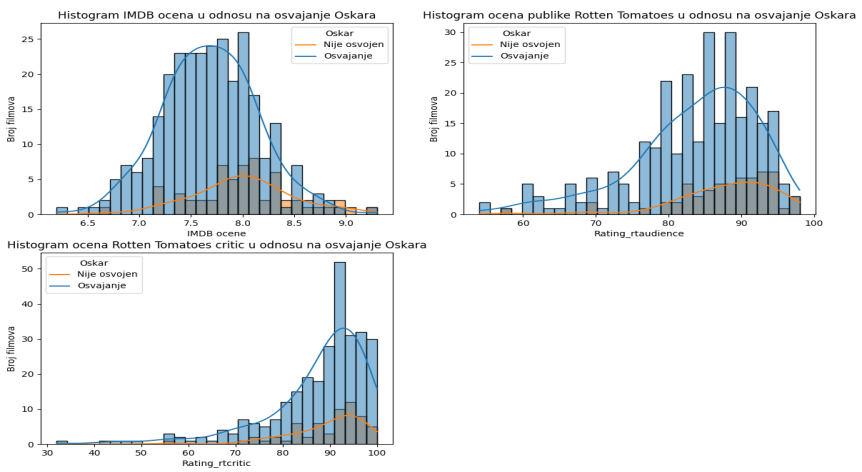 Histogram IMDB ocena u odnosu na osvajanje Oskara
Broj filmova
25
20
15
10
5
0
Oskar
Nije osvojen
Osvajanje
6.5 7.0 7.5 8.0 8.5 9.0
IMDB ocene
Histogram ocena publike Rotten Tomatoes u odnosu na osvajanje Oskara
Broj filmova
30
25
20
15
10
5
0
Oskar
Nije osvojen
Osvajanje
60 70 80 90 100
Rating_rtaudience
Histogram ocena Rotten Tomatoes critic u odnosu na osvajanje Oskara
Broj filmova
50
40
30
20
10
0
Oskar
Nije osvojen
Osvajanje
30 40 50 60 70 80 90 100
Rating_rtcritic